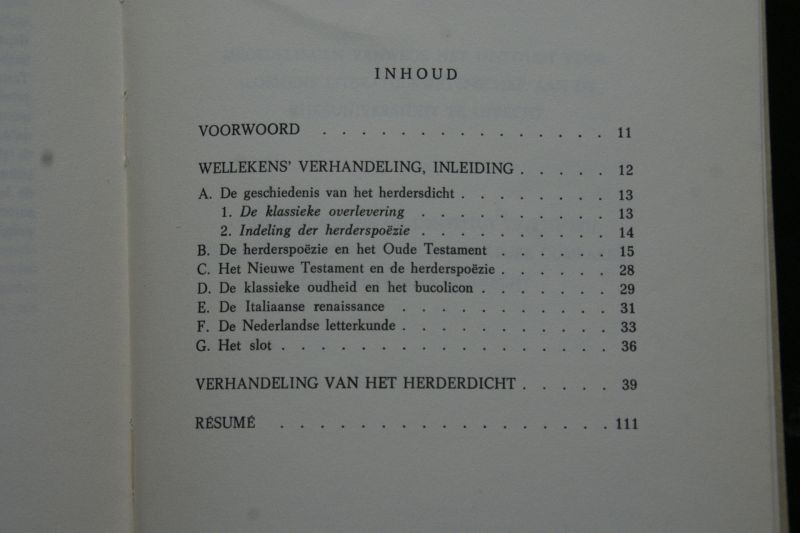 INHOUD
VOORWOORD . . . . . . . . . . . . . . . 11
WELLEKENS’ VERHANDELING, INLEIDING . . . . . 12
A. De geschiedenis van het herdersdicht . . . . . . . . 13
1. De klassieke overlevering . . . . . . . . . . 13
2. Indeling der herderspoëzie . . . . . . . . . . 14
B. De herderspoëzie en het Oude Testament . . . . . . 15
C. Het Nieuwe Testament en de herderspoëzie . . . . . . 28
D. De klassieke oudheid en het bucolicon . . . . . . . 29
E. De Italiaanse renaissance . . . . . . . . . . . 31
F. De Nederlandse letterkunde . . . . . . . . . . . 33
G. Het slot . . . . . . . . . . . . . . . . . 36
VERHANDELING VAN HET HERDERDICHT . . . . . 39
RÉSUMÉ . . . . . . . . . . . . . . . . . 111